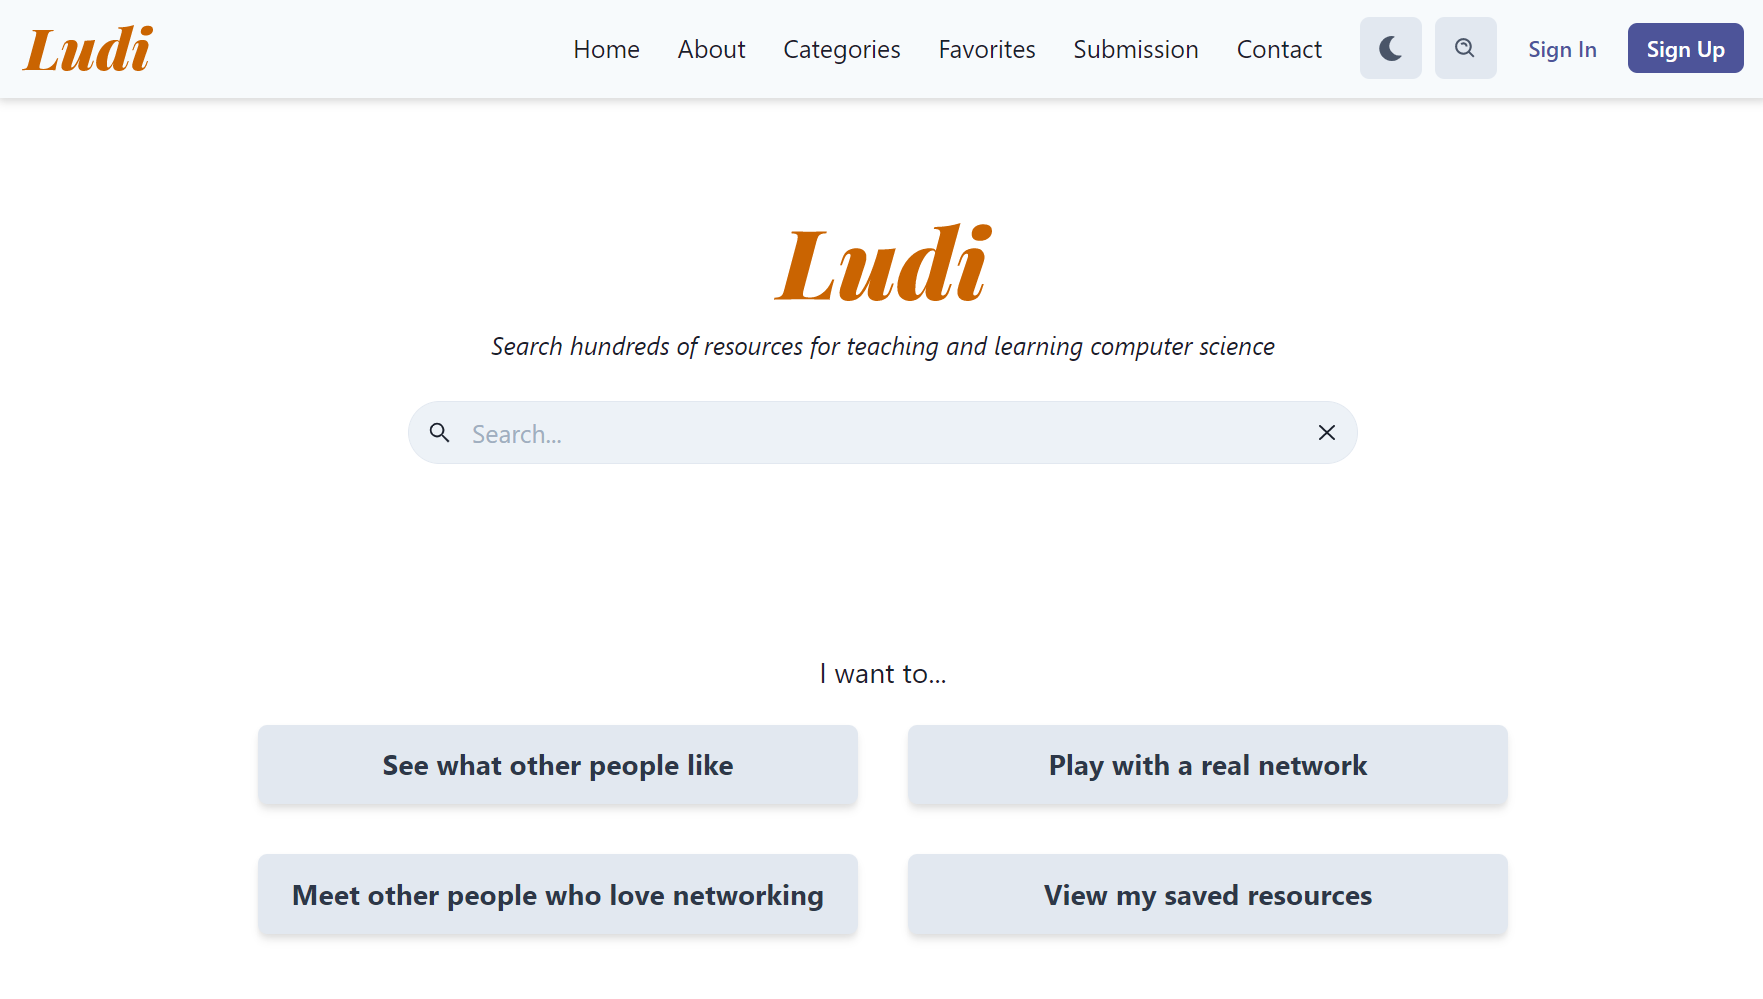 Ludi Home About Categories Favorites Submission Contact Sign In Sign Up
Ludi
Search hundreds of resources for teaching and learning computer science
Search...
I want to...
See what other people like Play with a real network
Meet other people who love networking View my saved resources